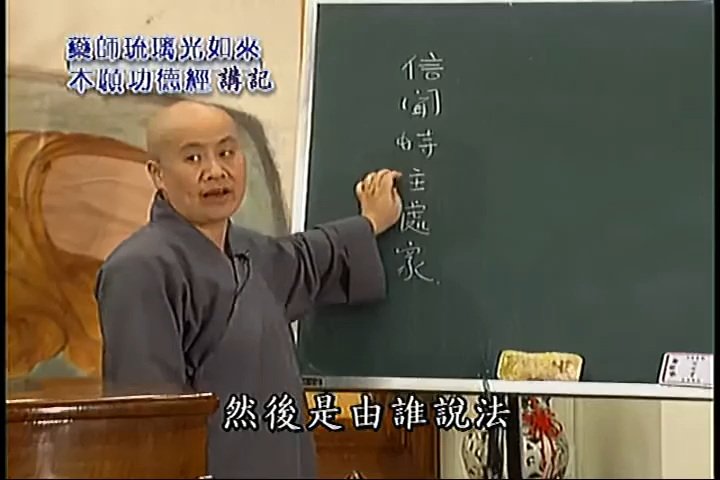 藥師琉璃光如來
本願功德經講記
信聞時主處家
然後是由誰說法